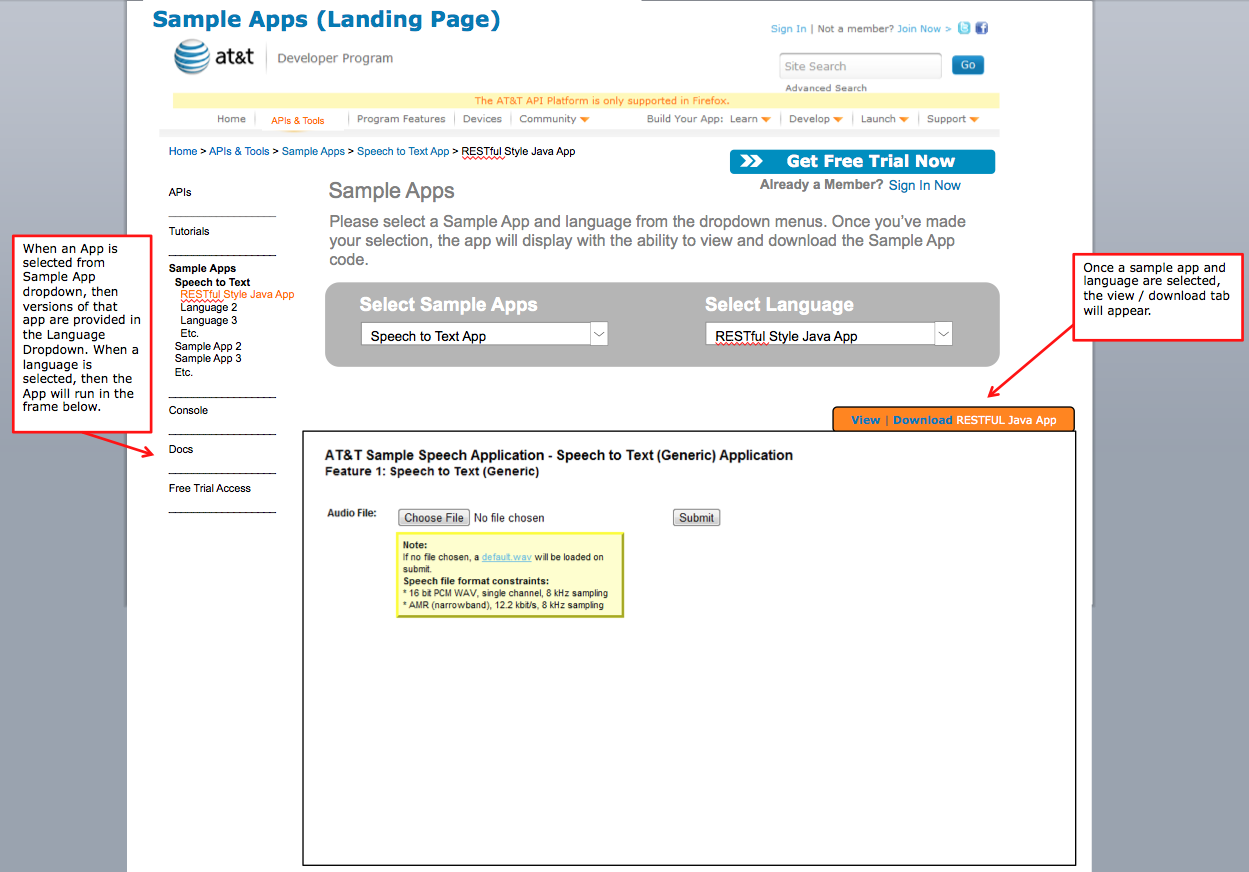 Sample Apps (Landing Page)
Sign In | Not a member? Join Now >
at&t Developer Program
Site Search
Go
Advanced Search
The AT&T API Platform is only supported in Firefox.
Home APIs & Tools Program Features Devices Community Build Your App: Learn Develop Launch Support
Home > APIs & Tools > Sample Apps > Speech to Text App > RESTful Style Java App
Get Free Trial Now
Already a Member? Sign In Now
APIs
Tutorials
Sample Apps
Speech to Text
RESTful Style Java App
Language 2
Language 3
Etc.
Sample App 2
Sample App 3
Etc.
Console
Docs
Free Trial Access
Sample Apps
Please select a Sample App and language from the dropdown menus. Once you've made
your selection, the app will display with the ability to view and download the Sample App
code.
Select Sample Apps
Speech to Text App
Select Language
RESTful Style Java App
When an App is
selected from
Sample App
dropdown, then
versions of that
app are provided in
the Language
Dropdown. When a
language is
selected, then the
App will run in the
frame below.
Once a sample app and
language are selected,
the view / download tab
will appear.
View | Download RESTFUL Java App
AT&T Sample Speech Application - Speech to Text (Generic) Application
Feature 1: Speech to Text (Generic)
Audio File:
Choose File No file chosen
Submit
Note:
If no file chosen, a default.wav will be loaded on
submit.
Speech file format constraints:
* 16 bit PCM WAV, single channel, 8 kHz sampling
* AMR (narrowband), 12.2 kbit/s, 8 kHz sampling